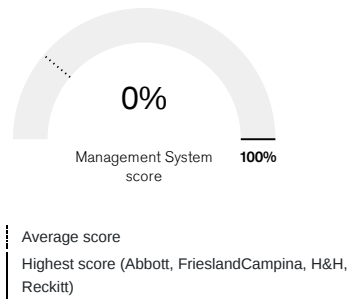 0%
Management System
score
100%
Average score
Highest score (Abbott, FrieslandCampina, H&H,
Reckitt)